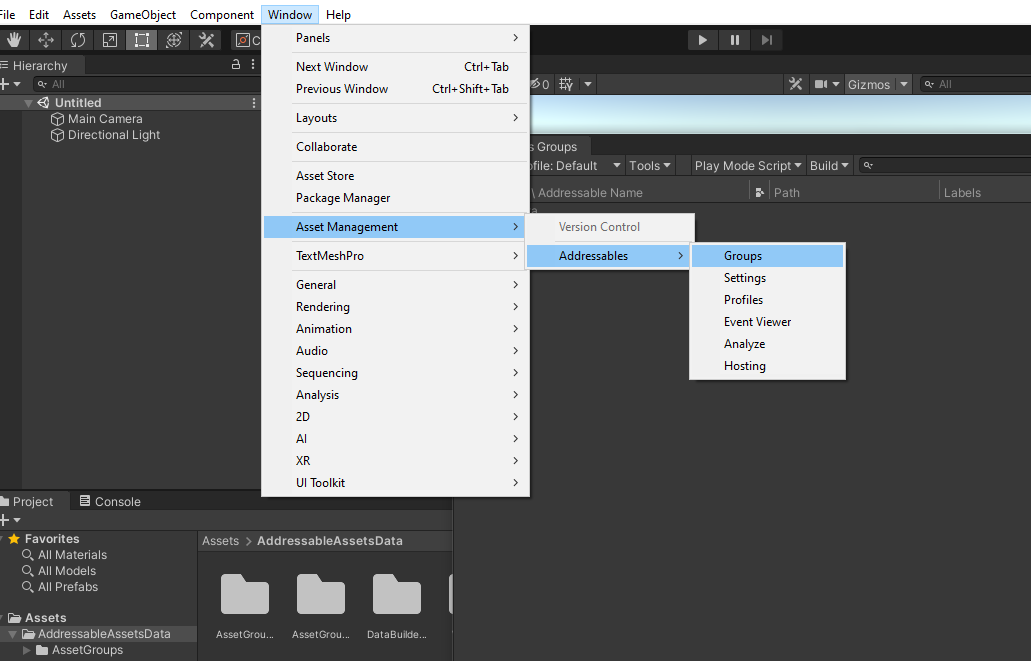 File Edit Assets GameObject Component Window Help
Hierarchy
All
Untitled
Main Camera
Directional Light
Panels
Next Window Ctrl+Tab
Previous Window Ctrl+Shift+Tab
Layouts
Collaborate
Asset Store
Package Manager
Asset Management
TextMeshPro
General
Rendering
Animation
Audio
Sequencing
Analysis
2D
AI
XR
UI Toolkit
Version Control
Addressables
Groups
Settings
Profiles
Event Viewer
Analyze
Hosting
0 Gizmos All
s Groups
ofile: Default Tools Play Mode Script Build
\ Addressable Name Path Labels
Project Console
Favorites
All Materials
All Models
All Prefabs
Assets
AddressableAssetsData
AssetGroups
Assets > AddressableAssetsData
AssetGrou... AssetGrou... DataBuilde...